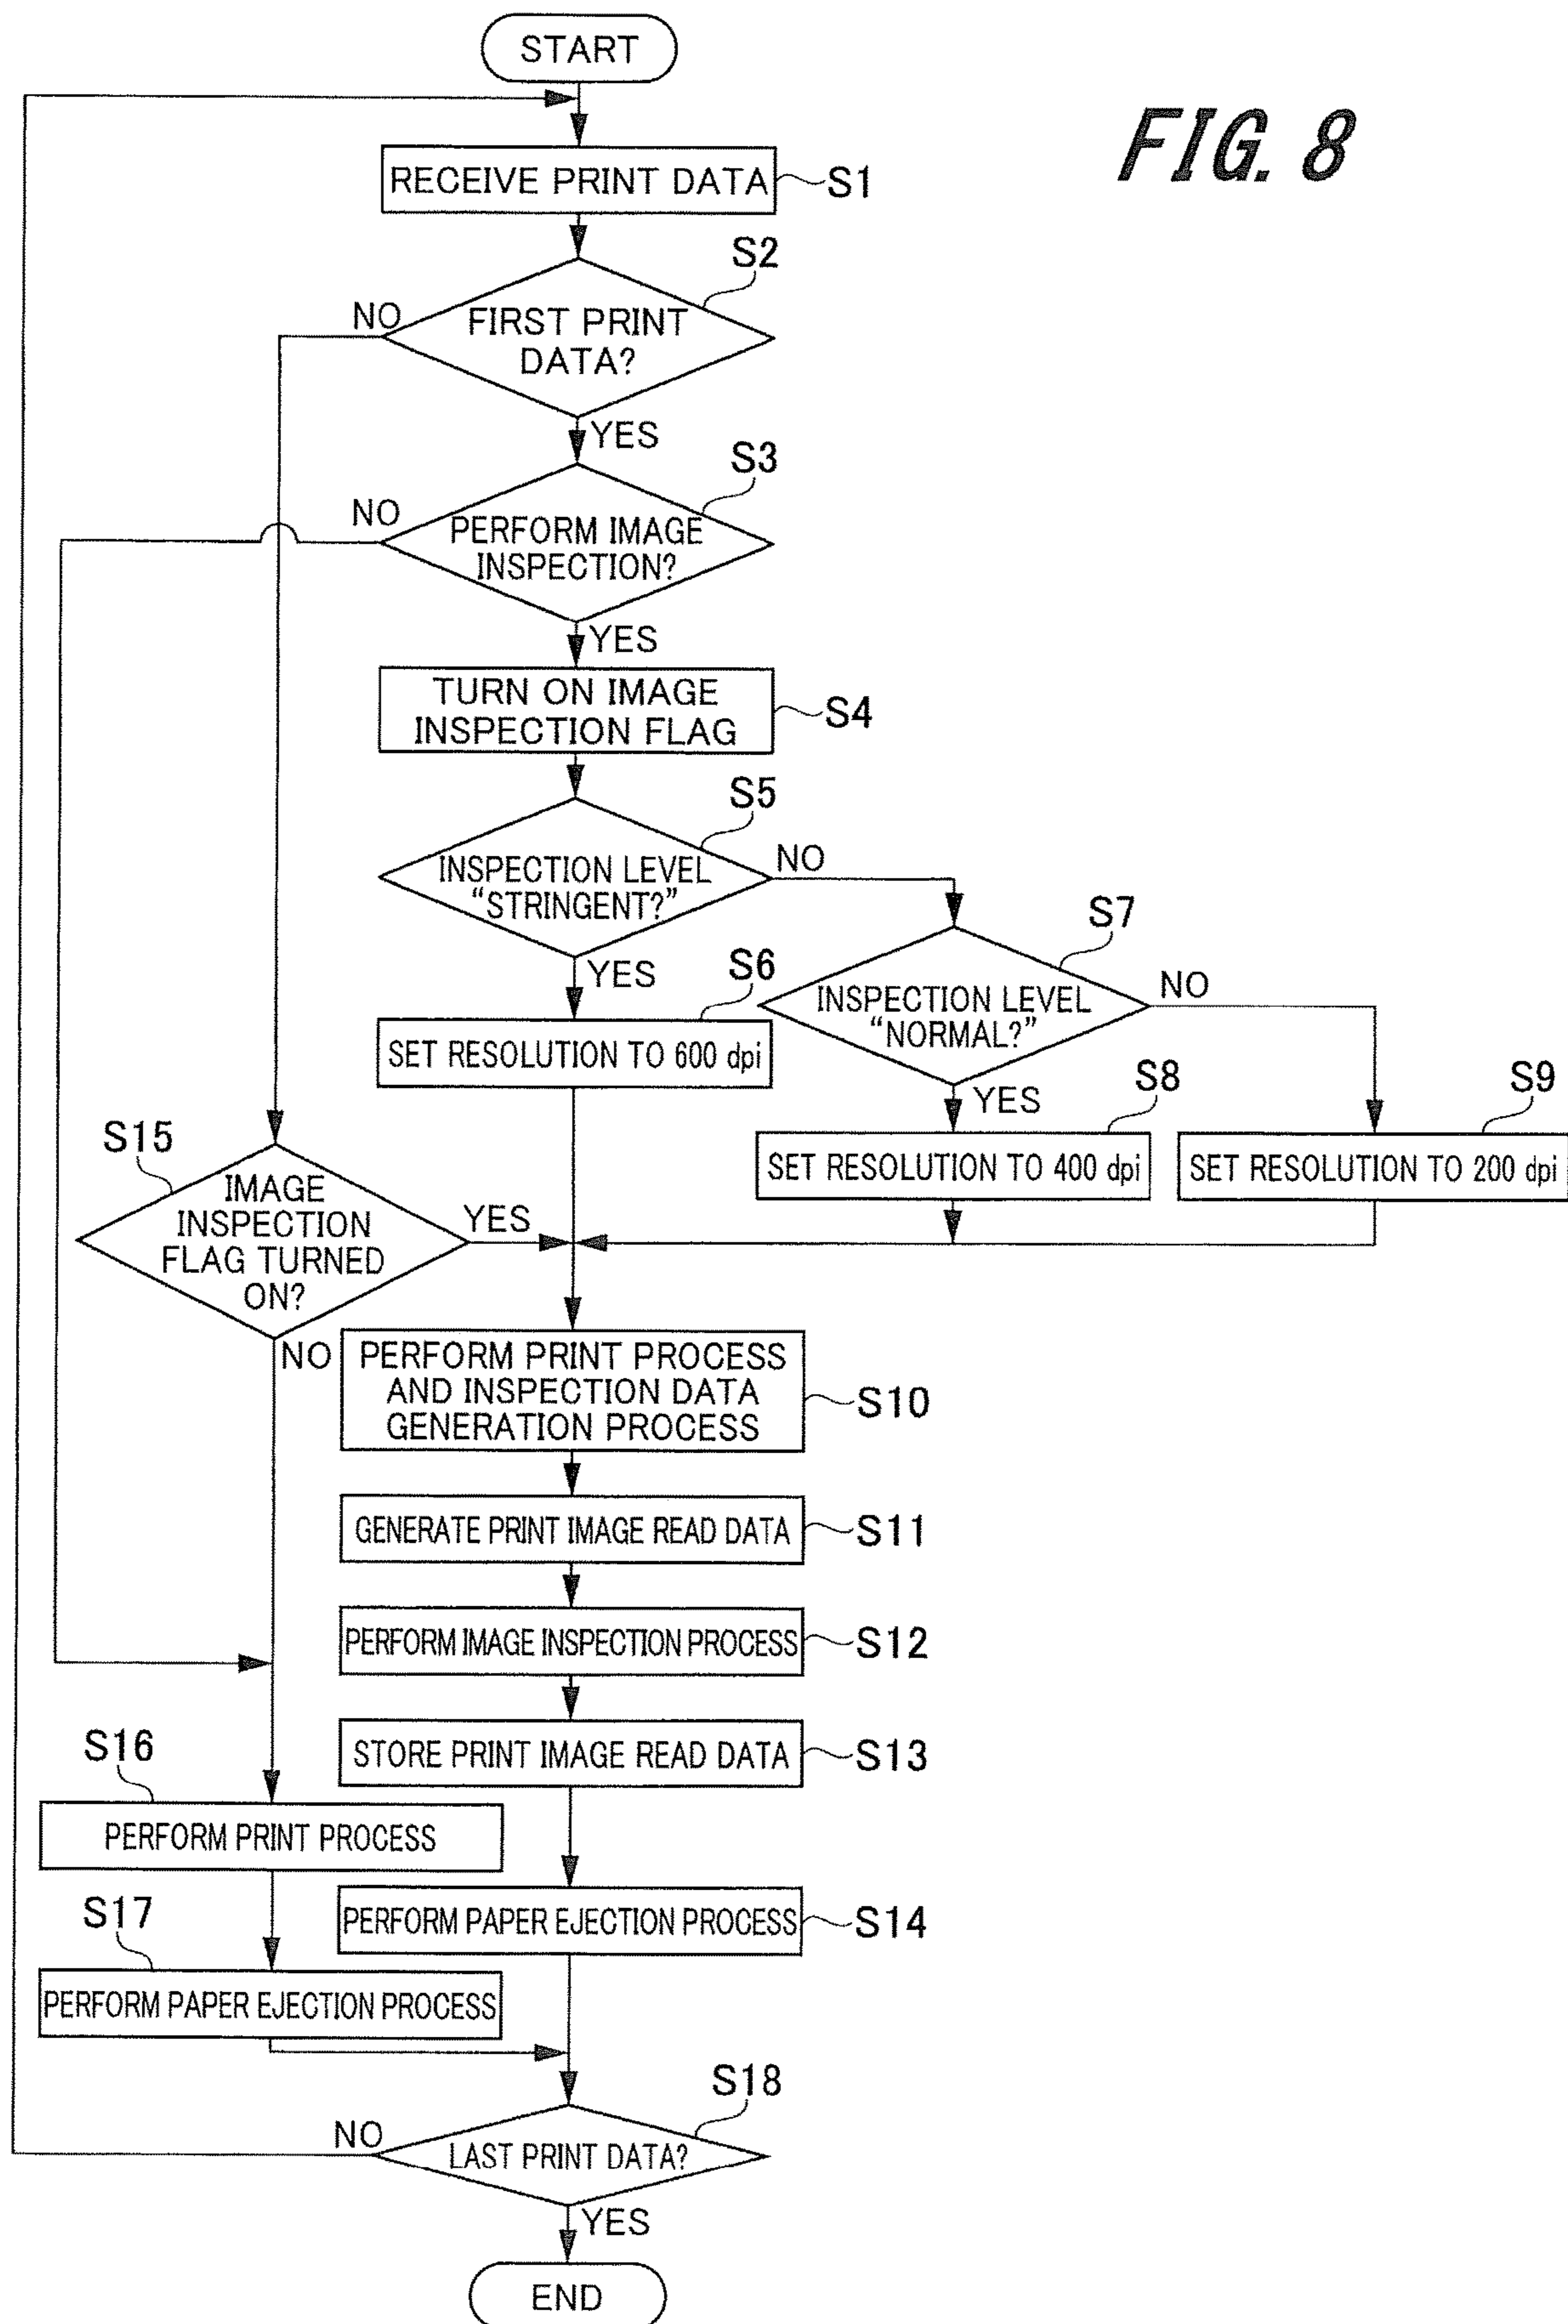 START
FIG. 8
RECEIVE PRINT DATA
S1
S2
NO
FIRST PRINT
DATA?
YES
S3
NO
PERFORM IMAGE
INSPECTION?
YES
TURN ON IMAGE
INSPECTION FLAG
S4
S5
INSPECTION LEVEL
“STRINGENT?”
NO
YES
S6
SET RESOLUTION TO 600 dpi
S7
INSPECTION LEVEL
“NORMAL?”
NO
YES
S8
SET RESOLUTION TO 400 dpi
S9
SET RESOLUTION TO 200 dpi
S15
IMAGE
INSPECTION
FLAG TURNED
ON?
YES
NO
PERFORM PRINT PROCESS
AND INSPECTION DATA
GENERATION PROCESS
S10
GENERATE PRINT IMAGE READ DATA
S11
PERFORM IMAGE INSPECTION PROCESS
S12
STORE PRINT IMAGE READ DATA
S13
S16
PERFORM PRINT PROCESS
PERFORM PAPER EJECTION PROCESS
S14
S17
PERFORM PAPER EJECTION PROCESS
S18
NO
LAST PRINT DATA?
YES
END